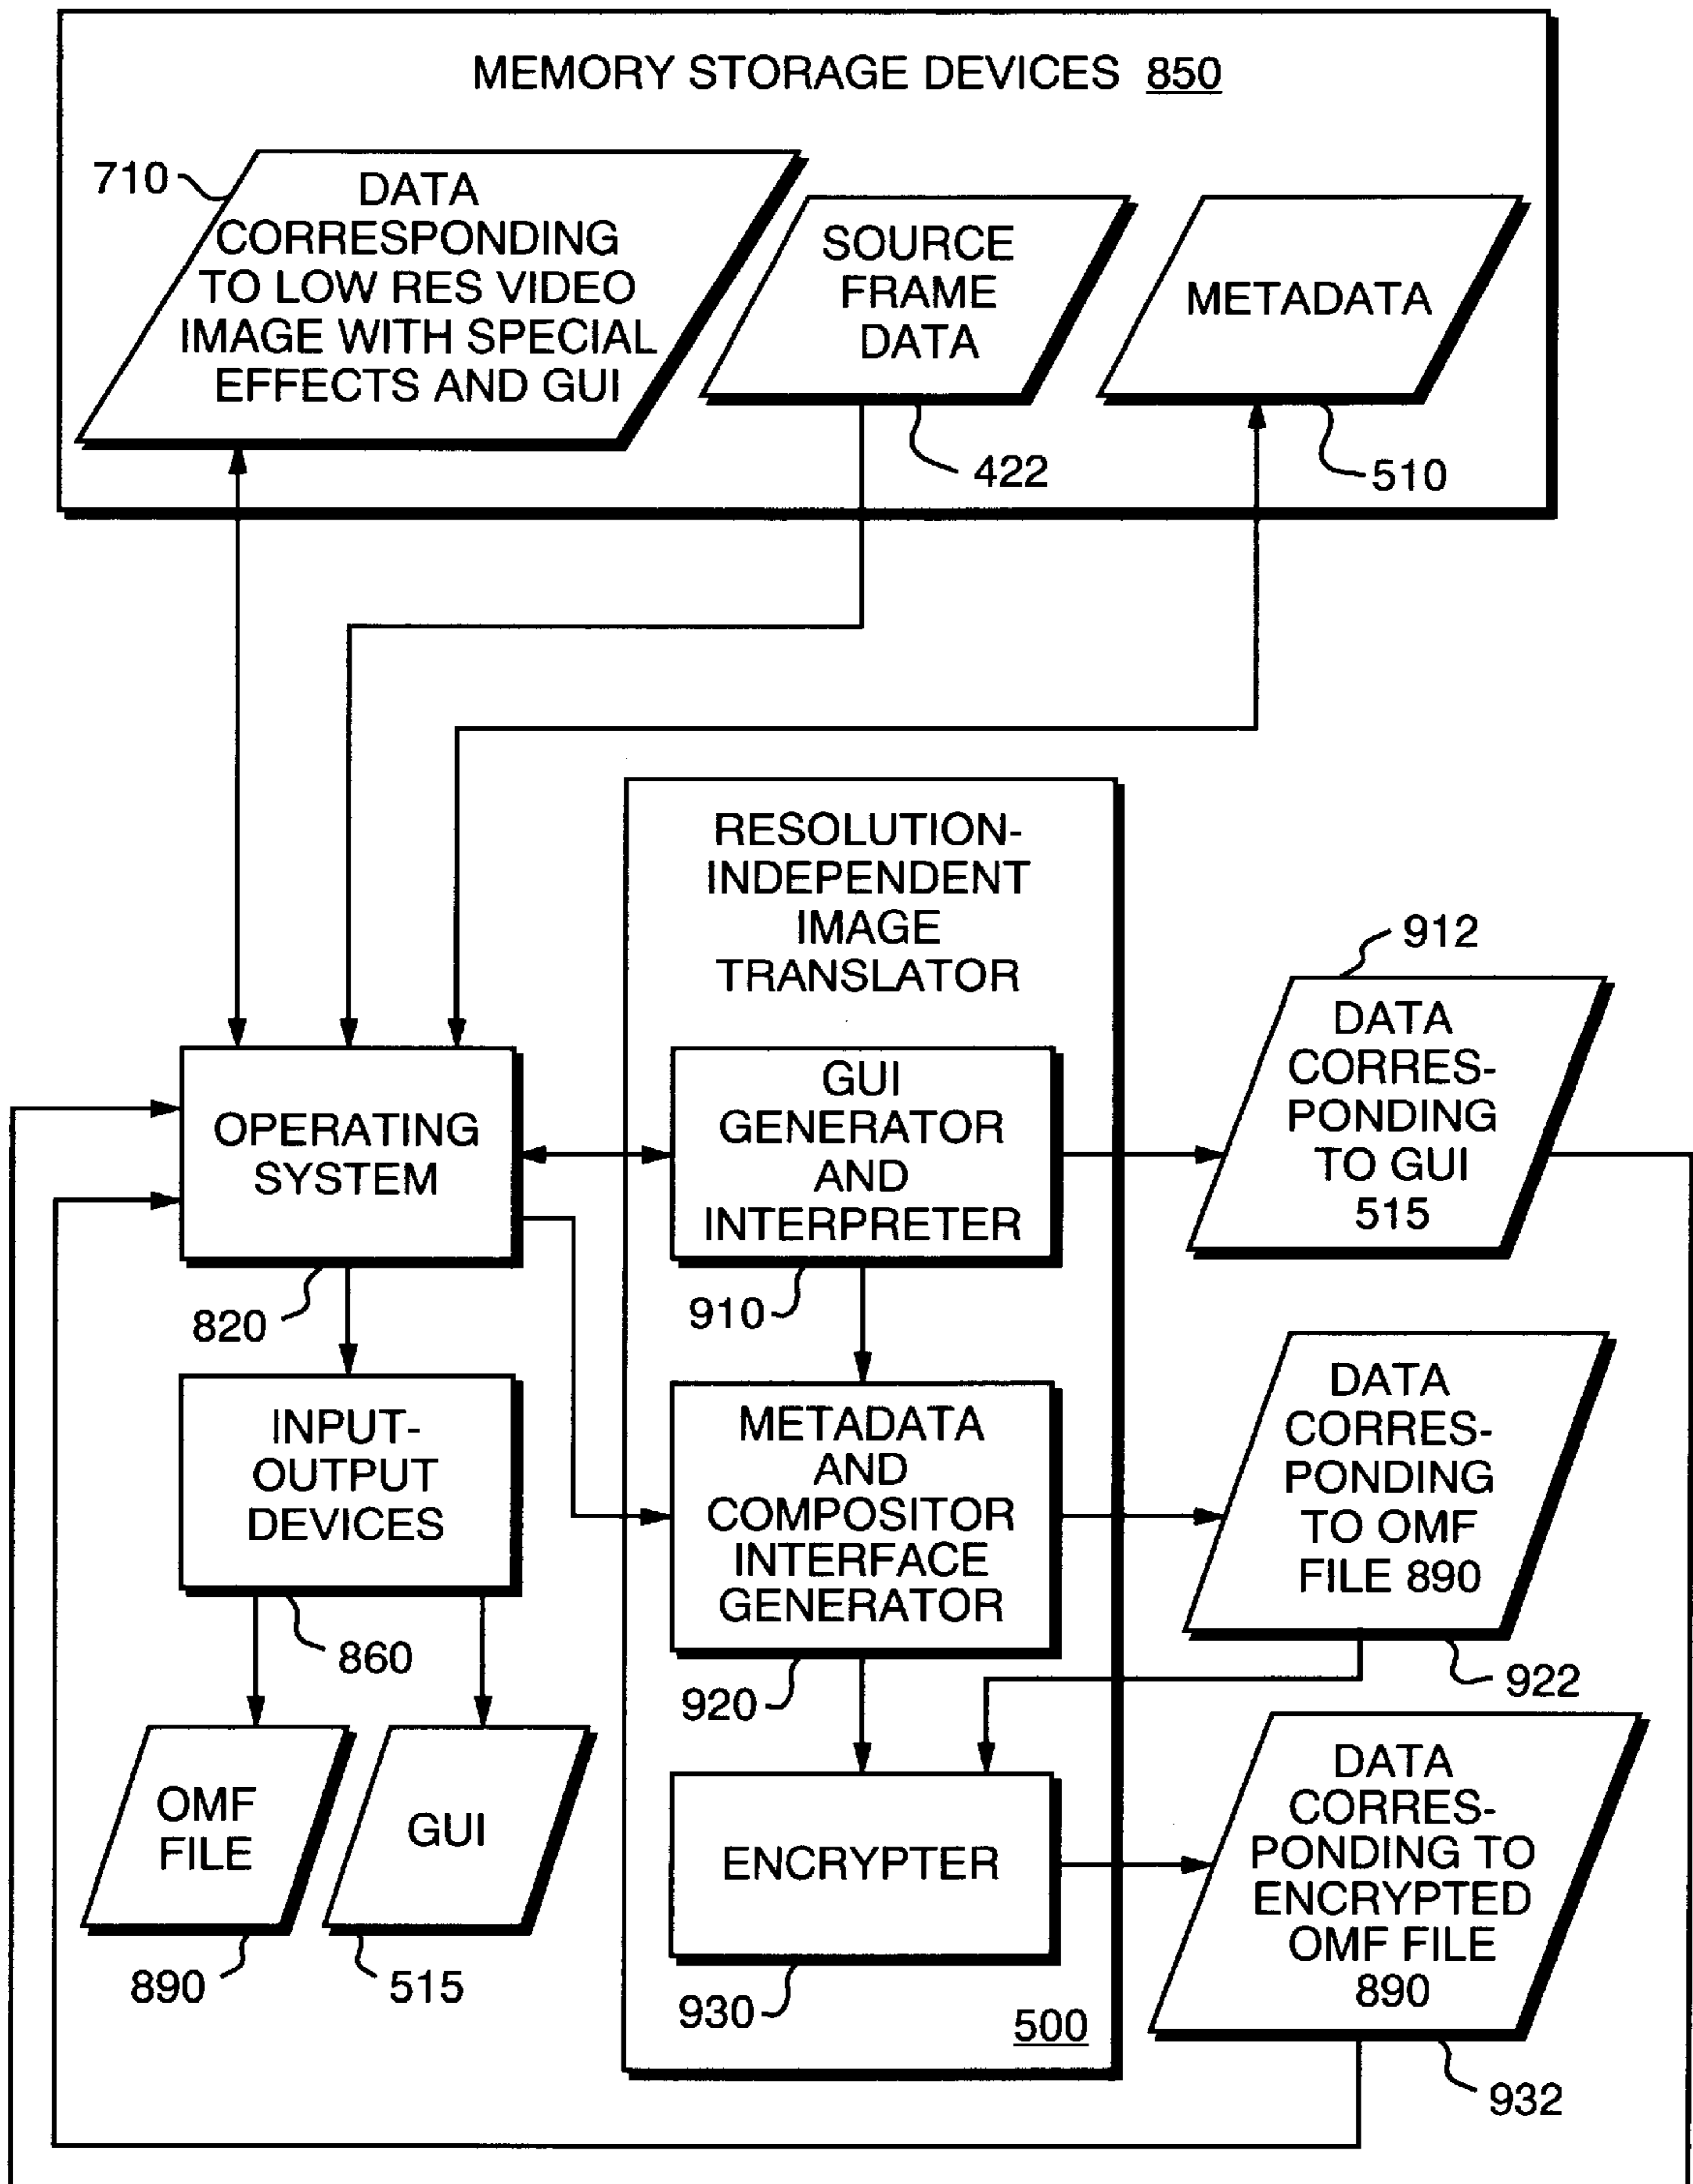 MEMORY STORAGE DEVICES 850
710
DATA
CORRESPONDING
TO LOW RES VIDEO
IMAGE WITH SPECIAL
EFFECTS AND GUI
SOURCE
FRAME
DATA
METADATA
422
510
RESOLUTION-
INDEPENDENT
IMAGE
TRANSLATOR
912
DATA
CORRES-
PONDING
TO GUI
515
OPERATING
SYSTEM
GUI
GENERATOR
AND
INTERPRETER
820
910
DATA
CORRES-
PONDING
TO OMF
FILE 890
INPUT-
OUTPUT
DEVICES
METADATA
AND
COMPOSITOR
INTERFACE
GENERATOR
860
920
922
OMF
FILE
GUI
ENCRYPTER
DATA
CORRES-
PONDING TO
ENCRYPTED
OMF FILE
890
890
515
930
500
932